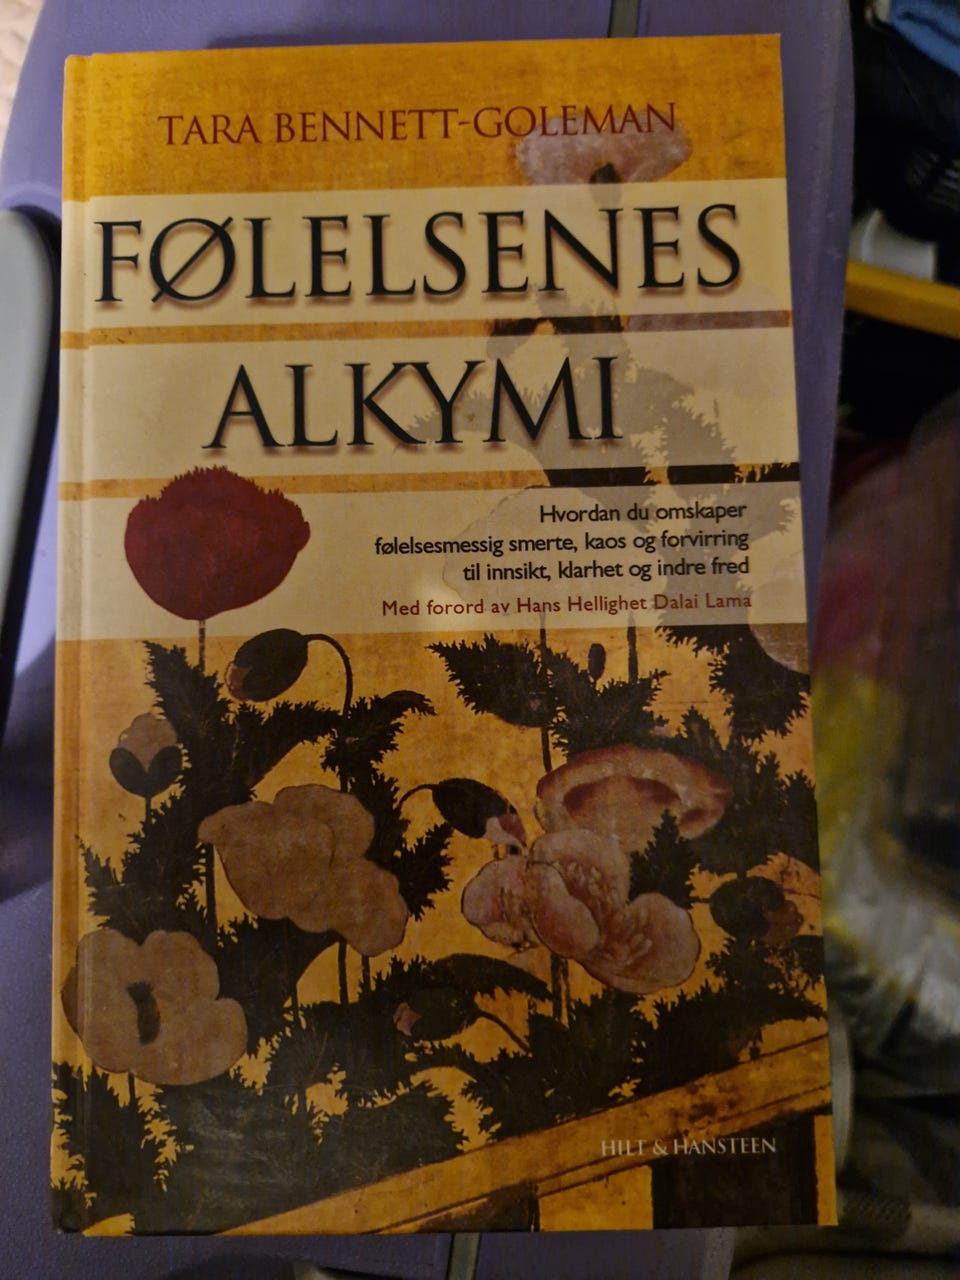 TARA BENNETT-GOLEMAN
FØLELSENES
ALKYMI
Hvordan du omskaper
følelsesmessig smerte, kaos og forvirring
til innsikt, klarhet og indre fred
Med forord av Hans Hellighet Dalai Lama
HILT & HANSTEEN